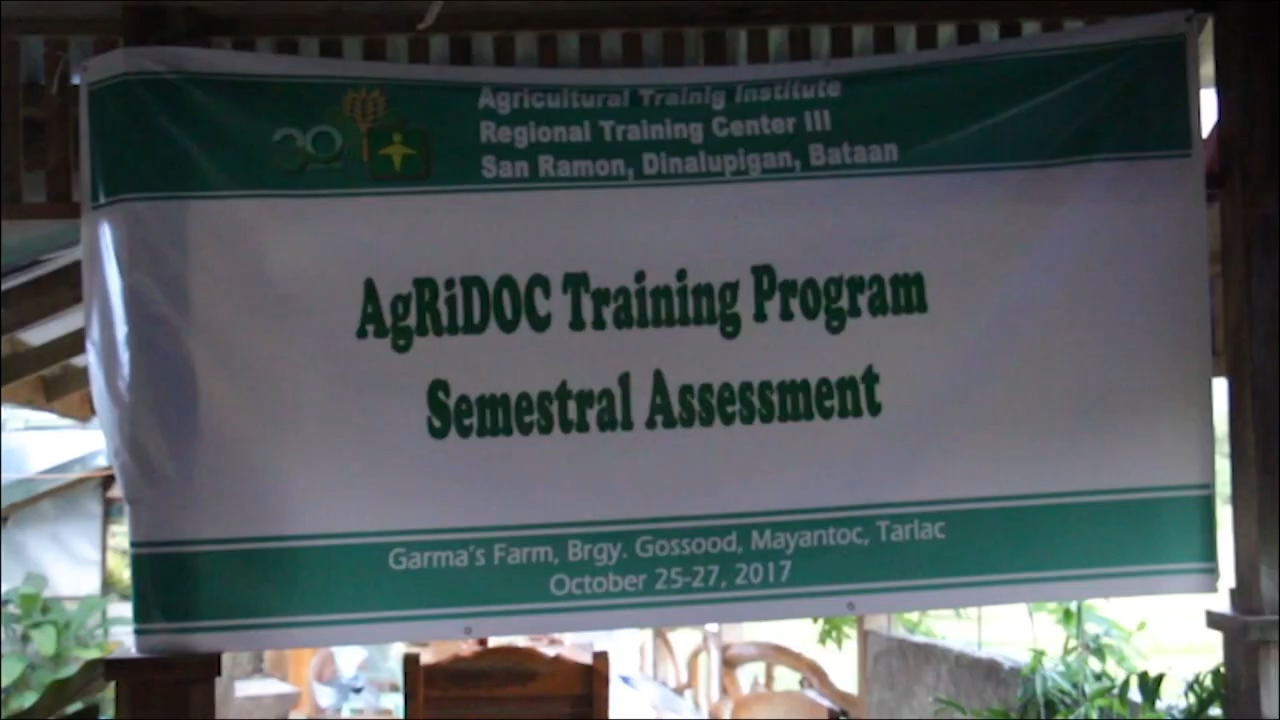 Agricultural Trainig Institute
Regional Training Center III
San Ramon, Dinalupigan, Bataan
30
AgRiDOC Training Program
Semestral Assessment
Garma's Farm, Brgy. Gossood, Mayantoc, Tarlac
October 25-27, 2017